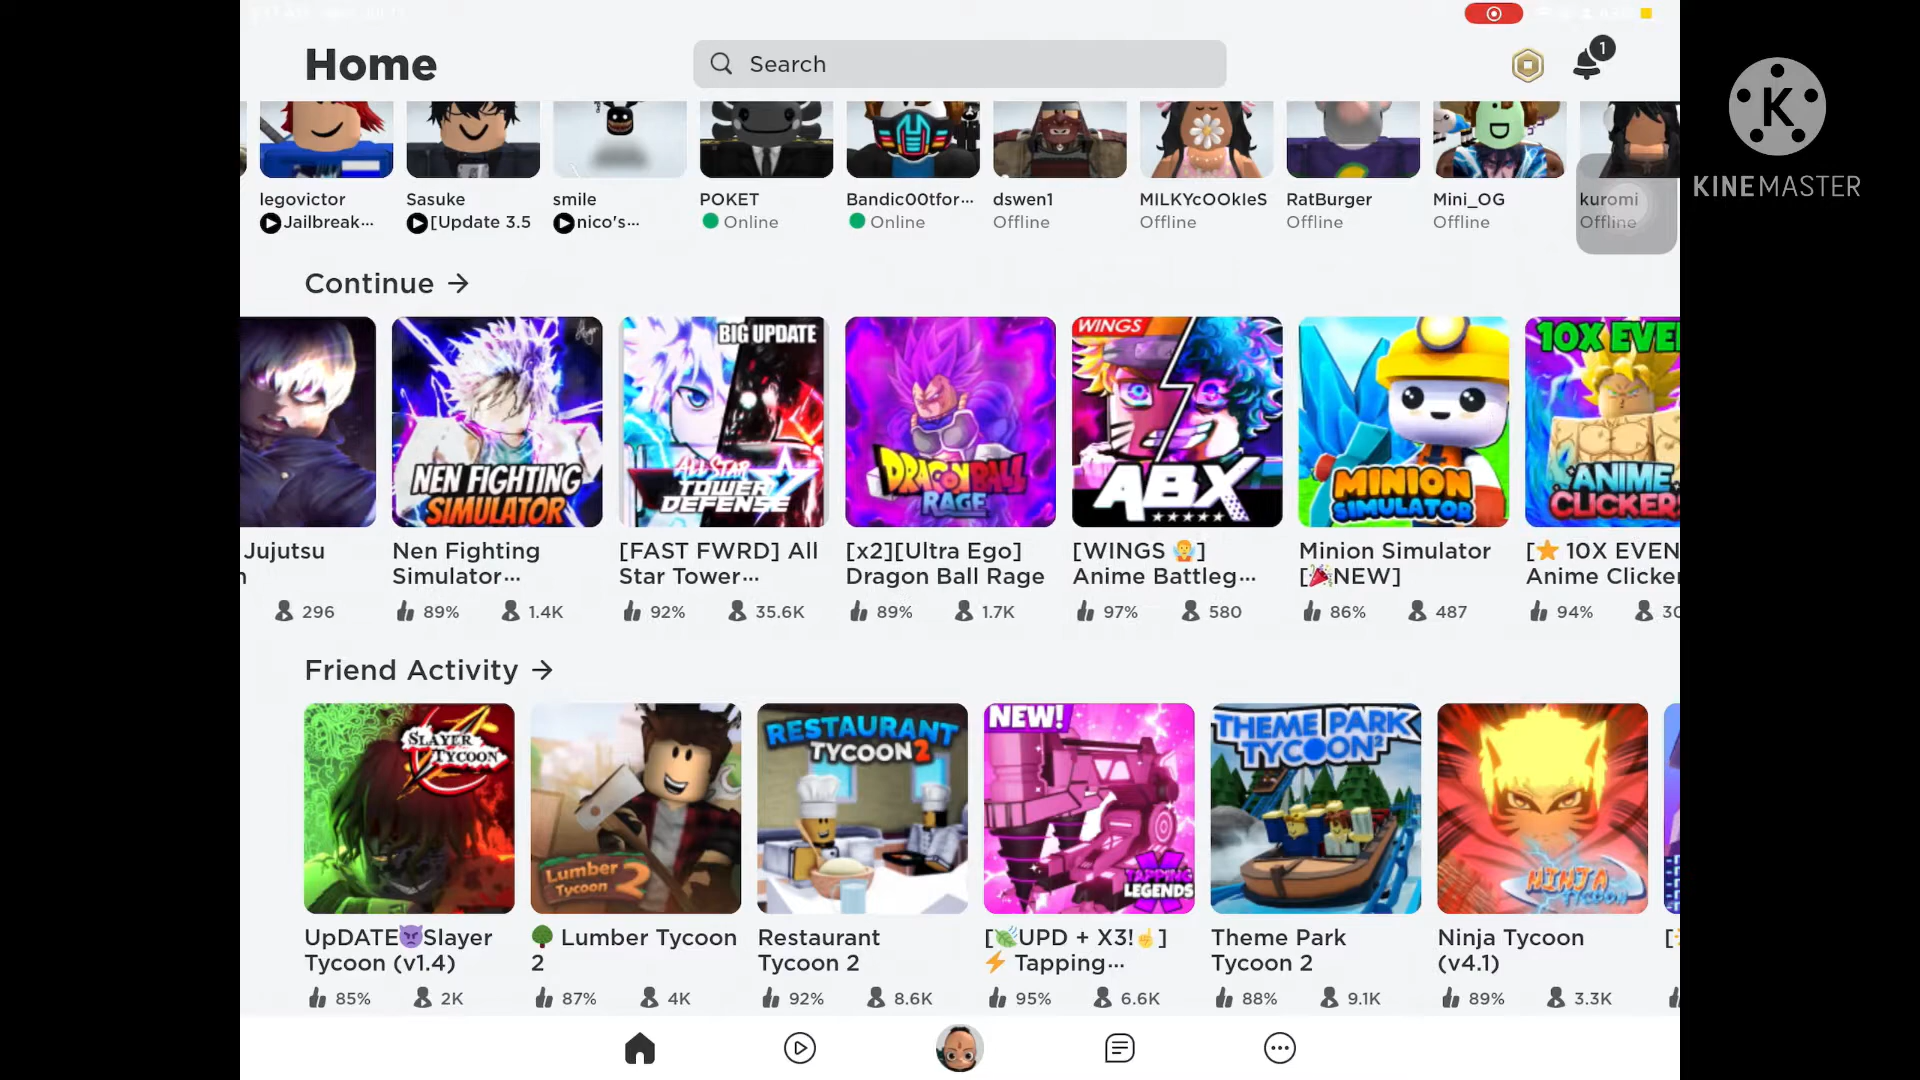 Home
Search
1
K
KINEMASTER
legovictor
Jailbreak...
Sasuke
[Update 3.5
smile
nico's...
POKET
Online
Bandic00tfor...
Online
dswen1
Offline
MILKYcOOkIeS
Offline
RatBurger
Offline
Mini_OG
Offline
kuromi
Offline
Continue →
BIG UPDATE
WINGS
10X EVE
NEN FIGHTING
SIMULATOR
ALL STAR
TOWER
DEFENSE
DRAGON BALL
RAGE
ABX
MINION
SIMULATOR
ANIME
CLICKER
Jujutsu
296
Nen Fighting
Simulator...
89% 1.4K
[FAST FWRD] All
Star Tower...
92% 35.6K
[x2][Ultra Ego]
Dragon Ball Rage
89% 1.7K
[WINGS 🧚]
Anime Battleg...
97% 580
Minion Simulator
[🎉NEW]
86% 487
[⭐ 10X EVEN
Anime Clicker
94% 30
Friend Activity →
SLAYER
TYCOON
Lumber
Tycoon 2
RESTAURANT
TYCOON 2
NEW!
TAPPING
LEGENDS
X
THEME PARK
TYCOON 2
NINJA
TYCOON
UpDATE👿Slayer
Tycoon (v1.4)
85% 2K
🌳 Lumber Tycoon
2
87% 4K
Restaurant
Tycoon 2
92% 8.6K
[🍃UPD + X3!☝️]
⚡ Tapping...
95% 6.6K
Theme Park
Tycoon 2
88% 9.1K
Ninja Tycoon
(v4.1)
89% 3.3K